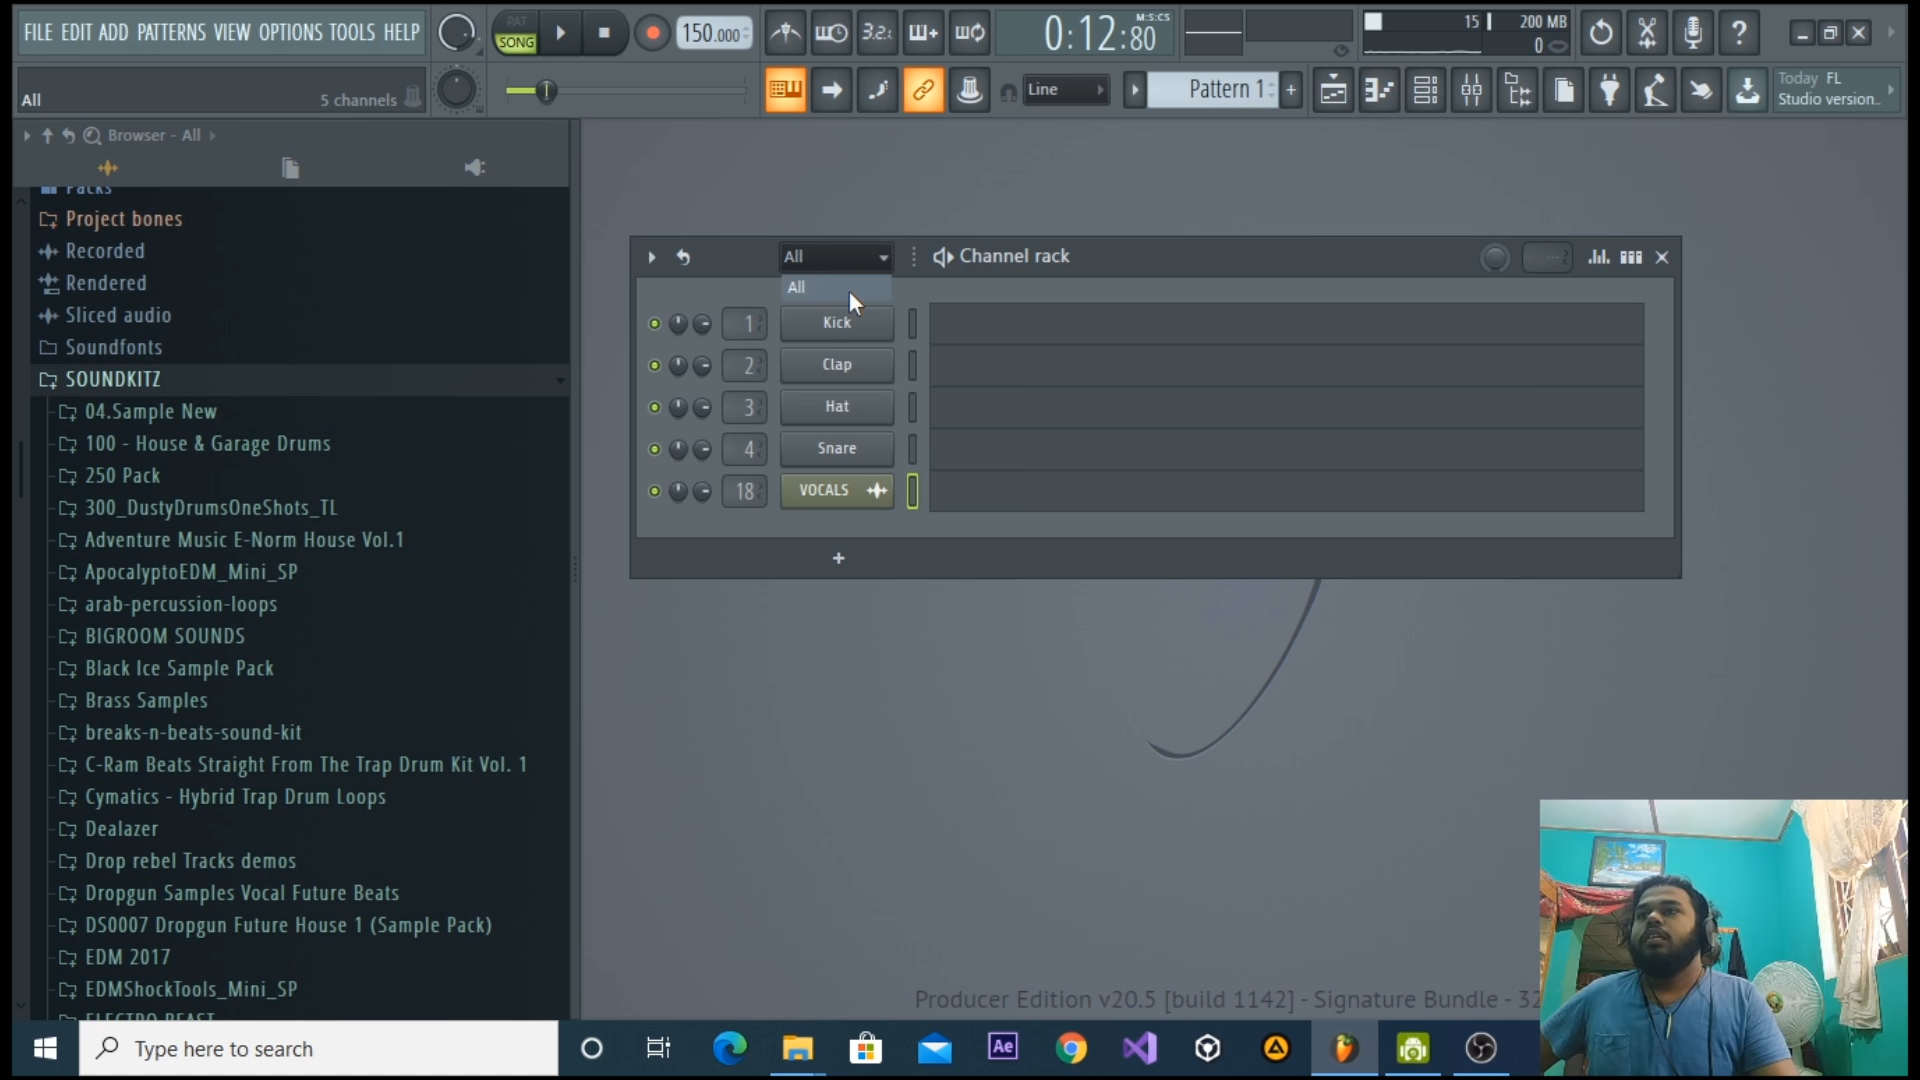 FILE EDIT ADD PATTERNS VIEW OPTIONS TOOLS HELP
PAT
SONG
150.000
3.2.
0:12:80
M:S:CS
15
200 MB
0
All
5 channels
Line
Pattern 1
+
Today FL
Studio version..
Browser - All
Packs
Project bones
Recorded
Rendered
Sliced audio
Soundfonts
SOUNDKITZ
04.Sample New
100 - House & Garage Drums
250 Pack
300_DustyDrumsOneShots_TL
Adventure Music E-Norm House Vol.1
ApocalyptoEDM_Mini_SP
arab-percussion-loops
BIGROOM SOUNDS
Black Ice Sample Pack
Brass Samples
breaks-n-beats-sound-kit
C-Ram Beats Straight From The Trap Drum Kit Vol. 1
Cymatics - Hybrid Trap Drum Loops
Dealazer
Drop rebel Tracks demos
Dropgun Samples Vocal Future Beats
DS0007 Dropgun Future House 1 (Sample Pack)
EDM 2017
EDMShockTools_Mini_SP
All
Channel rack
All
1 Kick
2 Clap
3 Hat
4 Snare
18 VOCALS
+
Producer Edition v20.5 [build 1142] - Signature Bundle - 32
Type here to search
Ae